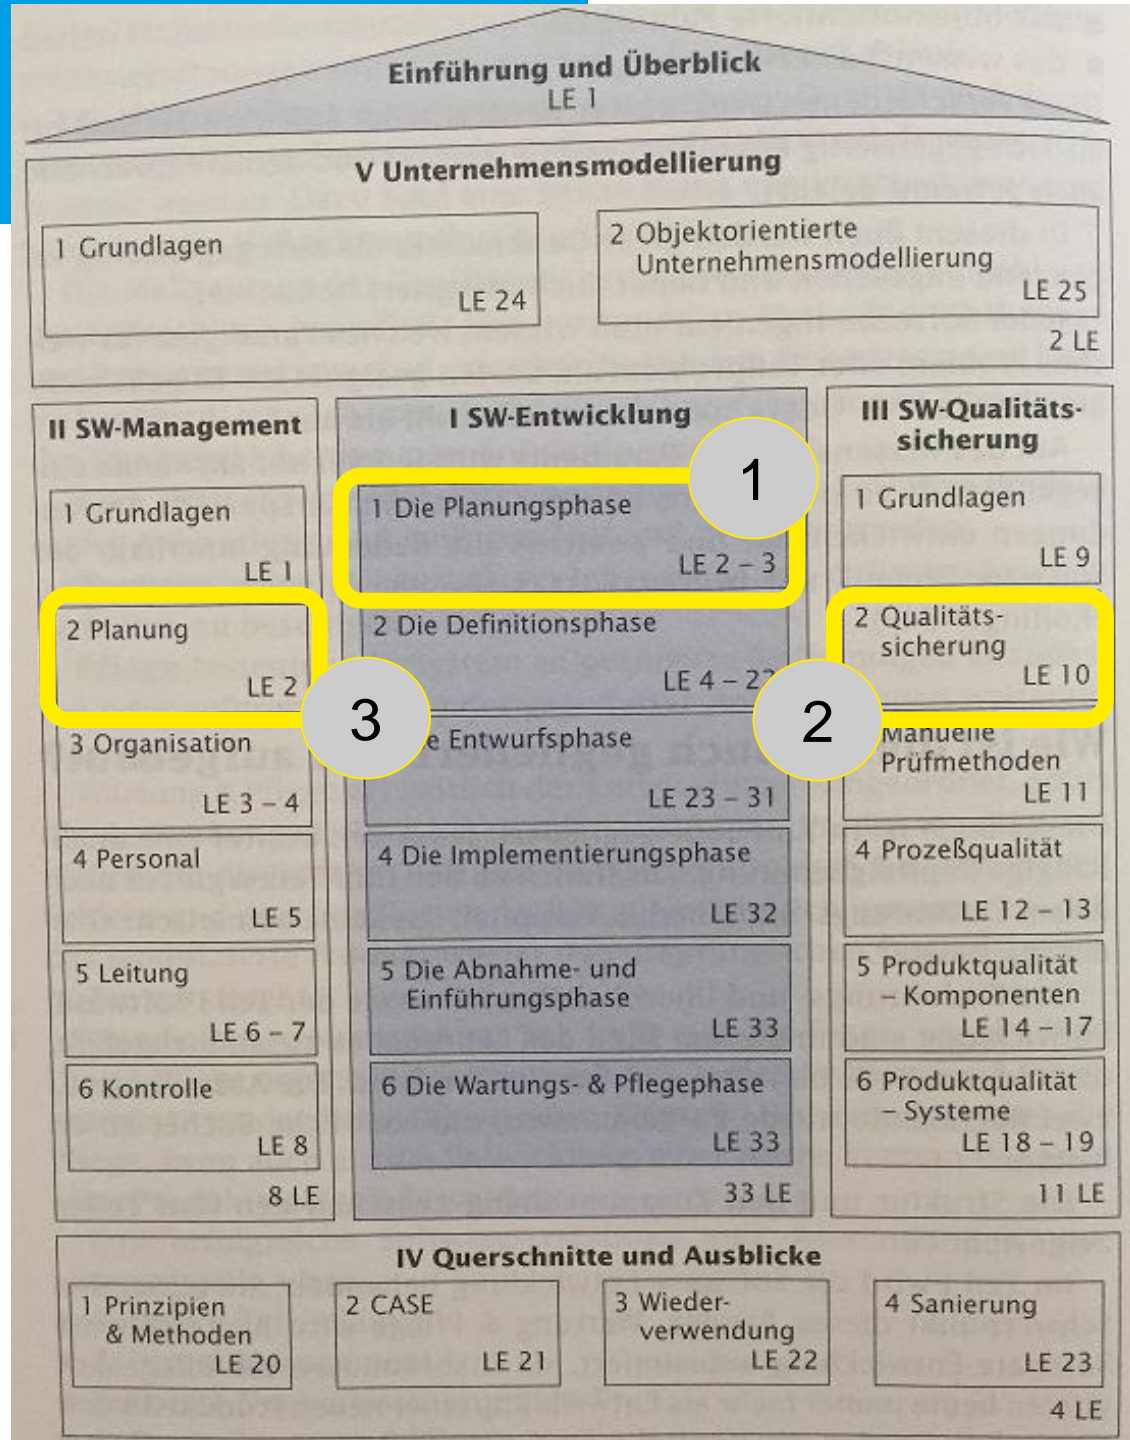 Einführung und Überblick
LE 1
V Unternehmensmodellierung
1 Grundlagen
LE 24
2 Objektorientierte
Unternehmensmodellierung
LE 25
2 LE
II SW-Management
1 Grundlagen
LE 1
2 Planung
LE 2
3
3 Organisation
LE 3 – 4
4 Personal
LE 5
5 Leitung
LE 6 – 7
6 Kontrolle
LE 8
8 LE
I SW-Entwicklung
1
1 Die Planungsphase
LE 2 – 3
2 Die Definitionsphase
LE 4 – 22
e Entwurfsphase
LE 23 – 31
4 Die Implementierungsphase
LE 32
5 Die Abnahme- und
Einführungsphase
LE 33
6 Die Wartungs- & Pflegephase
LE 33
33 LE
III SW-Qualitäts-
sicherung
1 Grundlagen
LE 9
2 Qualitäts-
sicherung
LE 10
2
Manuelle
Prüfmethoden
LE 11
4 Prozeßqualität
LE 12 – 13
5 Produktqualität
– Komponenten
LE 14 – 17
6 Produktqualität
– Systeme
LE 18 – 19
11 LE
IV Querschnitte und Ausblicke
1 Prinzipien
& Methoden
LE 20
2 CASE
LE 21
3 Wieder-
verwendung
LE 22
4 Sanierung
LE 23
4 LE